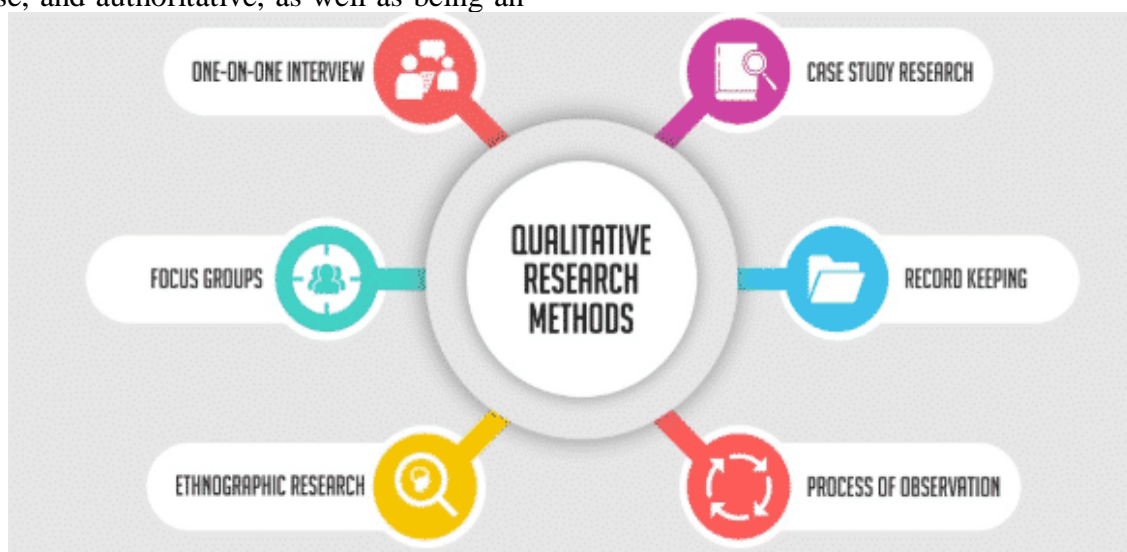 se, and authoritative, as well as being an
ONE-ON-ONE INTERVIEW
CASE STUDY RESEARCH
FOCUS GROUPS
QUALITATIVE
RESEARCH
METHODS
RECORD KEEPING
ETHNOGRAPHIC RESEARCH
PROCESS OF OBSERVATION